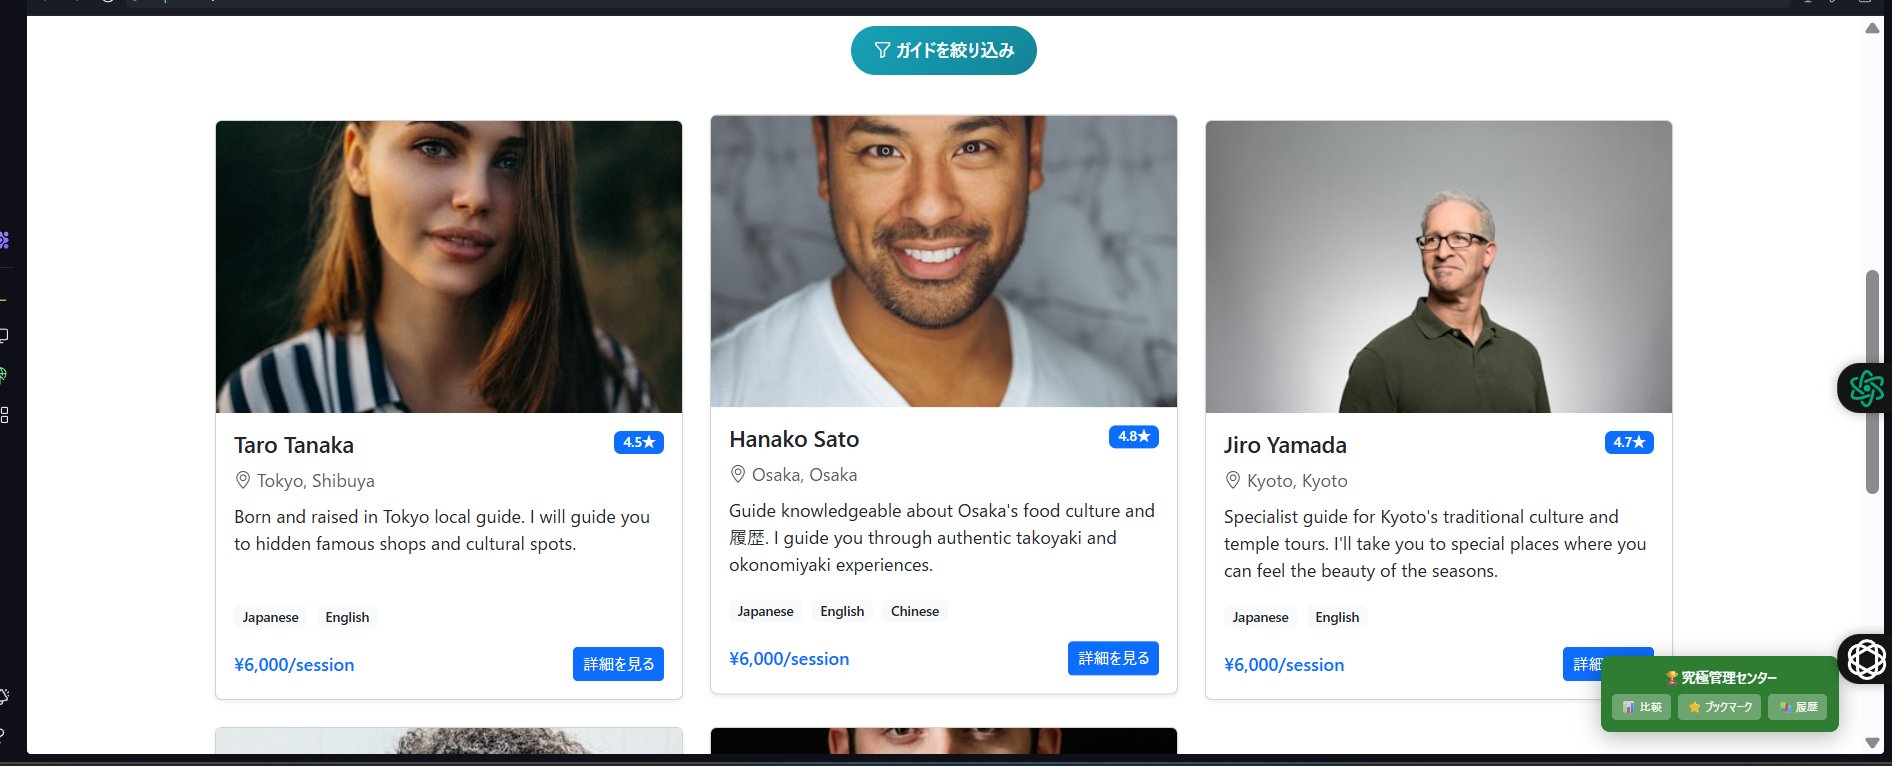 ガイドを絞り込み
Taro Tanaka
4.5★
Tokyo, Shibuya
Born and raised in Tokyo local guide. I will guide you
to hidden famous shops and cultural spots.
Japanese English
¥6,000/session
詳細を見る
Hanako Sato
4.8★
Osaka, Osaka
Guide knowledgeable about Osaka's food culture and
履歴. I guide you through authentic takoyaki and
okonomiyaki experiences.
Japanese English Chinese
¥6,000/session
詳細を見る
Jiro Yamada
4.7★
Kyoto, Kyoto
Specialist guide for Kyoto's traditional culture and
temple tours. I'll take you to special places where you
can feel the beauty of the seasons.
Japanese English
¥6,000/session
詳細
🏆 究極管理センター
📊 比較 ⭐ ブックマーク 履歴